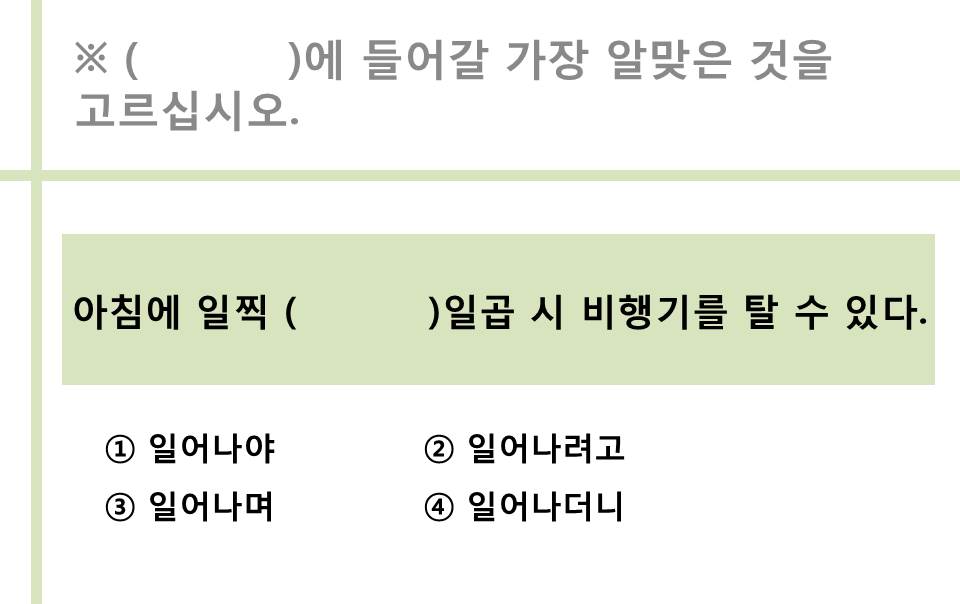 ※ (        )에 들어갈 가장 알맞은 것을
고르십시오.
아침에 일찍 (        )일곱 시 비행기를 탈 수 있다.
① 일어나야 ② 일어나려고
③ 일어나며 ④ 일어나더니